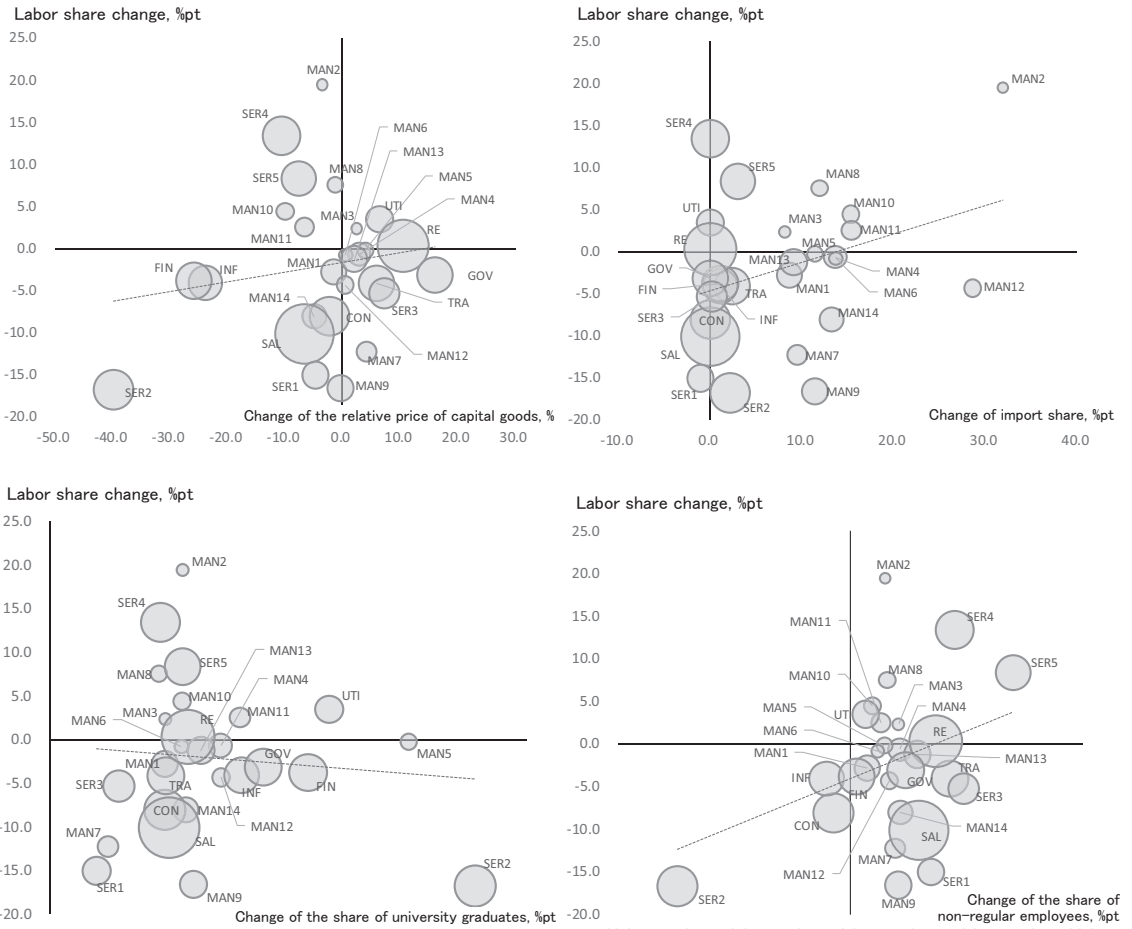 Labor share change, %pt
25.0
20.0
15.0
10.0
5.0
0.0
-5.0
-10.0
-15.0
-20.0
MAN2
SER4
MAN6
MAN13
SER5
MAN8
MAN5
MAN10
MAN3
UTI
MAN4
MAN11
RE
FIN
INF
MAN1
GOV
MAN14
TRA
SER3
CON
SAL
MAN12
MAN7
SER1
MAN9
SER2
Change of the relative price of capital goods, %
-50.0 -40.0 -30.0 -20.0 -10.0 0.0 10.0 20.0 30.0
Labor share change, %pt
25.0
20.0
15.0
10.0
5.0
0.0
-5.0
-10.0
-15.0
-20.0
MAN2
SER4
SER5
MAN8
UTI
MAN10
MAN3
MAN11
RE
MAN5
GOV
MAN13
MAN4
FIN
TRA
MAN1
MAN6
MAN12
SER3
CON
INF
MAN14
SAL
MAN7
SER1
SER2
MAN9
Change of import share, %pt
-10.0 0.0 10.0 20.0 30.0 40.0
Labor share change, %pt
25.0
20.0
15.0
10.0
5.0
0.0
-5.0
-10.0
-15.0
-20.0
MAN2
SER4
MAN13
SER5
MAN8
MAN4
MAN10
UTI
MAN3
MAN11
MAN6
RE
MAN1
GOV
MAN5
SER3
TRA
INF
FIN
CON
MAN14
MAN12
MAN7
SAL
SER1
MAN9
SER2
Change of the share of university graduates, %pt
Labor share change, %pt
25.0
20.0
15.0
10.0
5.0
0.0
-5.0
-10.0
-15.0
-20.0
MAN2
MAN11
SER4
SER5
MAN10
MAN8
MAN3
MAN5
UTI
MAN4
MAN6
RE
MAN1
MAN13
INF
TRA
FIN
GOV
SER3
CON
MAN14
SAL
MAN7
MAN12
SER1
SER2
MAN9
Change of the share of
non-regular employees, %pt